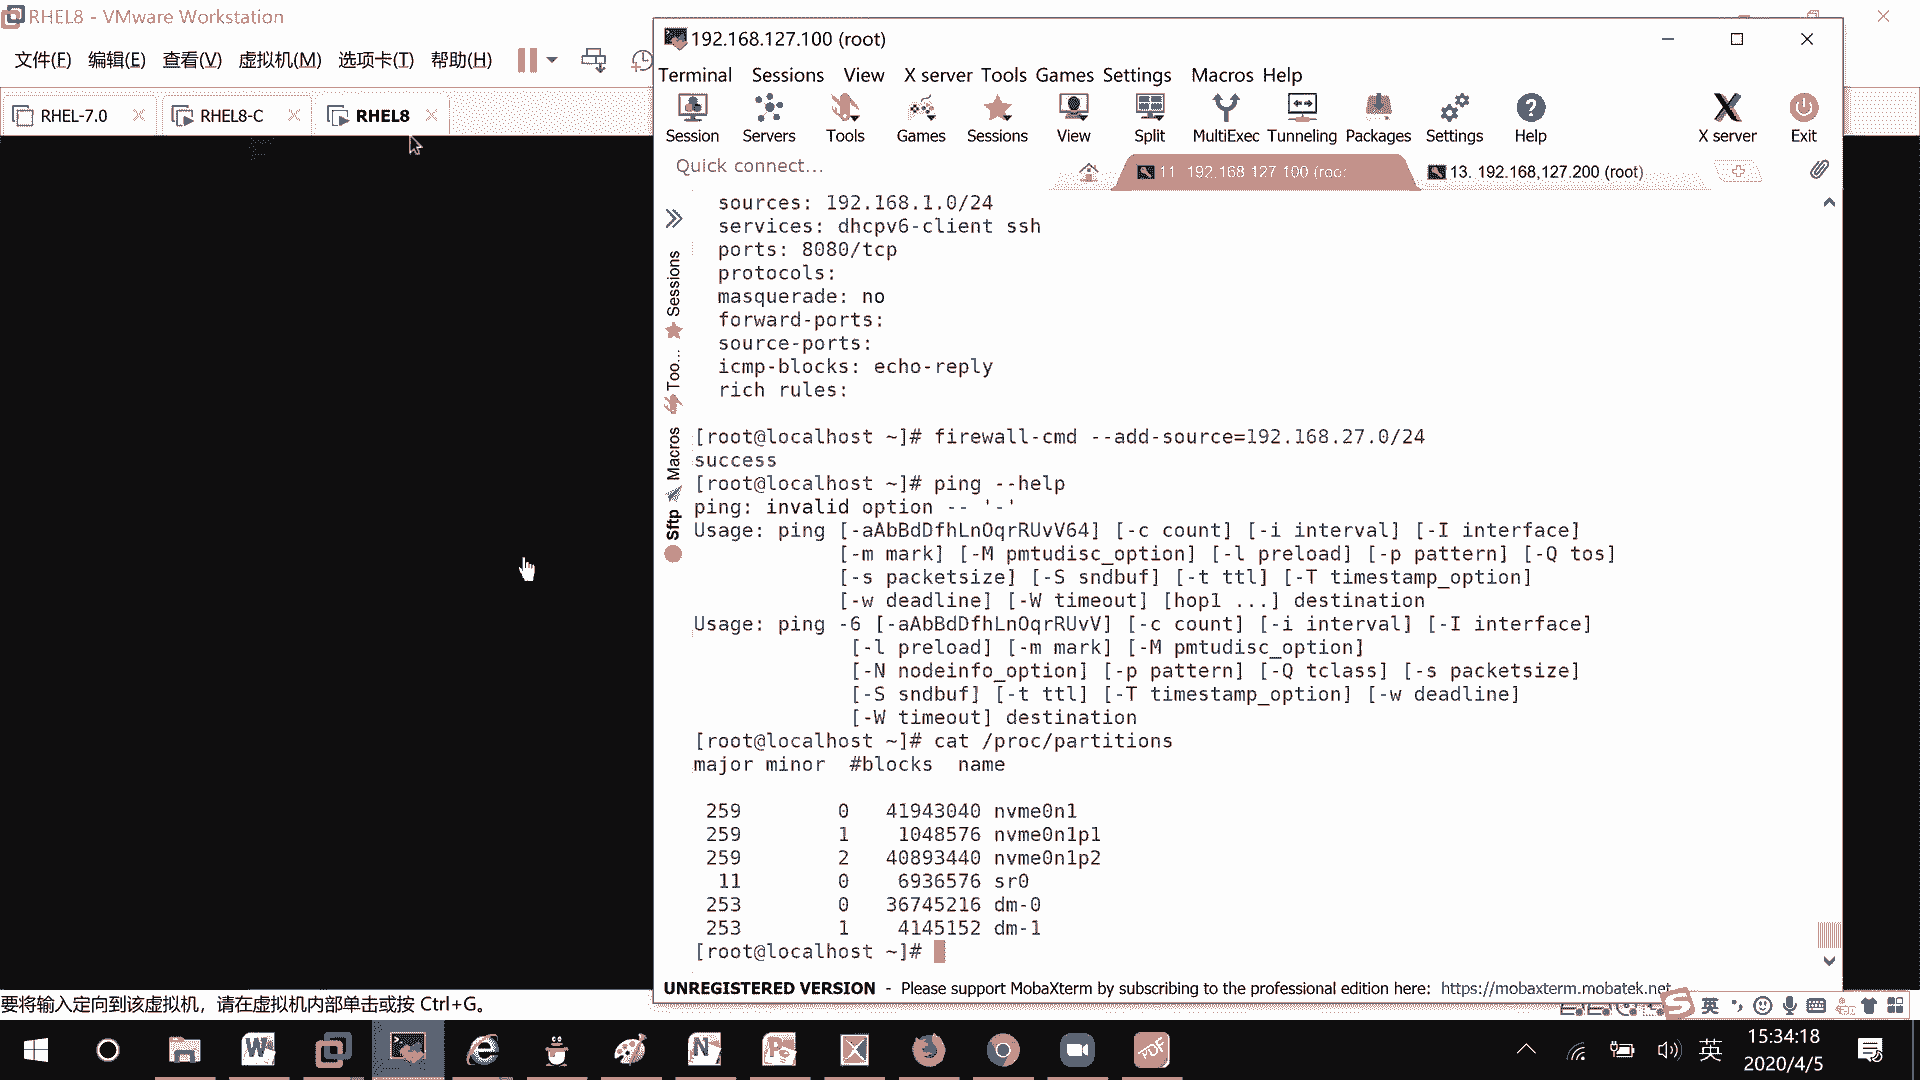 RHEL8 - VMware Workstation
文件(F) 编辑(E) 查看(V) 虚拟机(M) 选项卡(T) 帮助(H)
RHEL-7.0
RHEL8-C
RHEL8
192.168.127.100 (root)
Terminal Sessions View X server Tools Games Settings Macros Help
Session Servers Tools Games Sessions View Split MultiExec Tunneling Packages Settings Help X server Exit
Quick connect...
11. 192.168.127.100 (root
13. 192.168.127.200 (root)
Sessions
Too...
Macros
Sftp
sources: 192.168.1.0/24
services: dhcpv6-client ssh
ports: 8080/tcp
protocols:
masquerade: no
forward-ports:
source-ports:
icmp-blocks: echo-reply
rich rules:
[root@localhost ~]# firewall-cmd --add-source=192.168.27.0/24
success
[root@localhost ~]# ping --help
ping: invalid option -- '-'
Usage: ping [-aAbBdDfhLnOqrRUvV64] [-c count] [-i interval] [-I interface]
[-m mark] [-M pmtudisc_option] [-l preload] [-p pattern] [-Q tos]
[-s packetsize] [-S sndbuf] [-t ttl] [-T timestamp_option]
[-w deadline] [-W timeout] [hop1 ...] destination
Usage: ping -6 [-aAbBdDfhLnOqrRUvV] [-c count] [-i interval] [-I interface]
[-l preload] [-m mark] [-M pmtudisc_option]
[-N nodeinfo_option] [-p pattern] [-Q tclass] [-s packetsize]
[-S sndbuf] [-t ttl] [-T timestamp_option] [-w deadline]
[-W timeout] destination
[root@localhost ~]# cat /proc/partitions
major minor  #blocks  name
259 0 41943040 nvme0n1
259 1 1048576 nvme0n1p1
259 2 40893440 nvme0n1p2
11 0 6936576 sr0
253 0 36745216 dm-0
253 1 4145152 dm-1
[root@localhost ~]#
UNREGISTERED VERSION - Please support MobaXterm by subscribing to the professional edition here: https://mobaxterm.mobatek.net
要将输入定向到该虚拟机，请在虚拟机内部单击或按 Ctrl+G。
英
英
15:34:18
2020/4/5